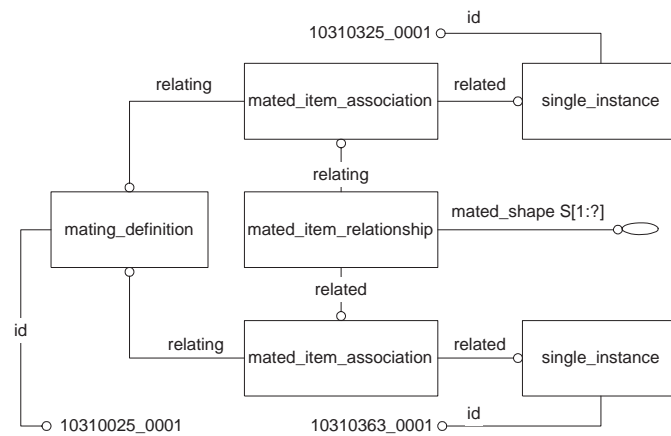 10310325_0001
id
relating
mated_item_association
related
single_instance
relating
mated_shape S[1:?]
mating_definition
mated_item_relationship
related
id
relating
mated_item_association
related
single_instance
10310025_0001
10310363_0001
id